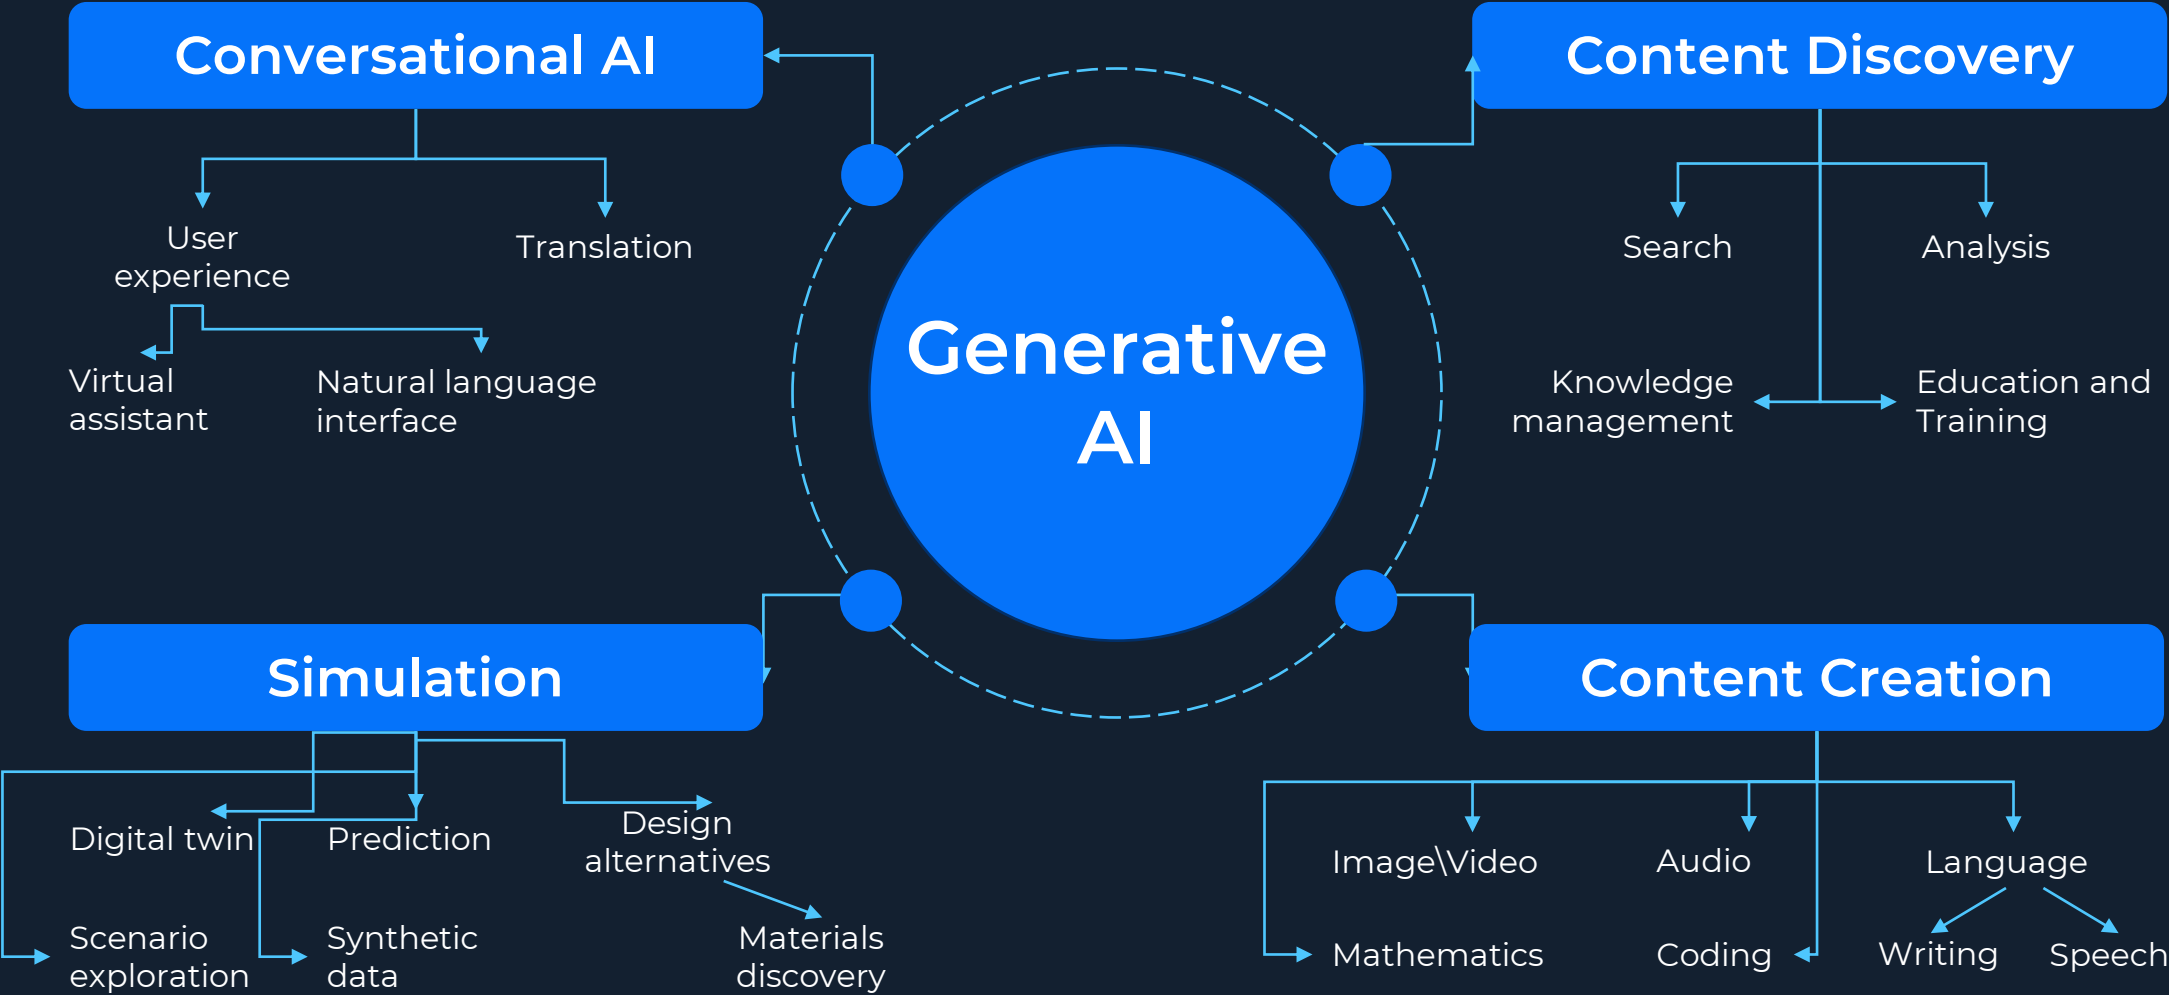 Conversational AI
User
experience
Translation
Virtual
assistant
Natural language
interface
Generative
AI
Content Discovery
Search
Analysis
Knowledge
management
Education and
Training
Simulation
Digital twin
Prediction
Design
alternatives
Scenario
exploration
Synthetic
data
Materials
discovery
Content Creation
Image\Video
Audio
Language
Mathematics
Coding
Writing
Speech